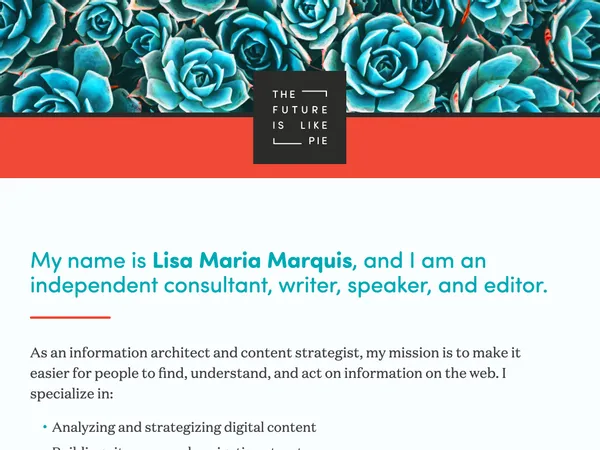 THE
FUTURE
IS LIKE
PIE
My name is Lisa Maria Marquis, and I am an
independent consultant, writer, speaker, and editor.
As an information architect and content strategist, my mission is to make it
easier for people to find, understand, and act on information on the web. I
specialize in:
• Analyzing and strategizing digital content